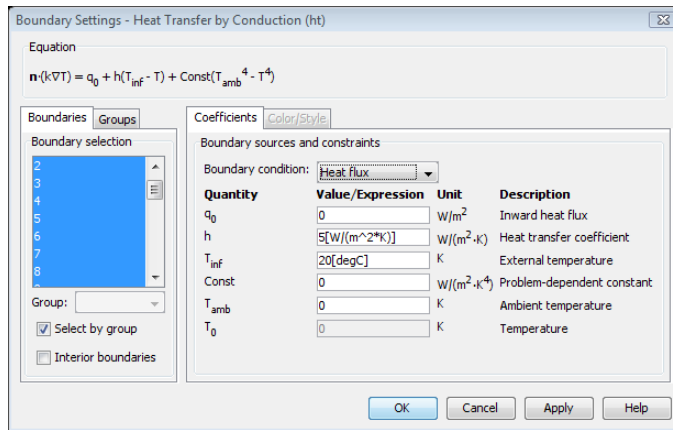 Boundary Settings - Heat Transfer by Conduction (ht)
Equation
n·(k∇T) = q₀ + h(T_inf - T) + Const(T_amb⁴ - T⁴)
Boundaries Groups
Boundary selection
2
3
4
5
6
7
8
Group:
Select by group
Interior boundaries
Coefficients Color/Style
Boundary sources and constraints
Boundary condition: Heat flux
Quantity Value/Expression Unit Description
q₀ 0 W/m² Inward heat flux
h 5[W/(m^2*K)] W/(m²·K) Heat transfer coefficient
T_inf 20[degC] K External temperature
Const 0 W/(m²·K⁴) Problem-dependent constant
T_amb 0 K Ambient temperature
T₀ 0 K Temperature
OK Cancel Apply Help